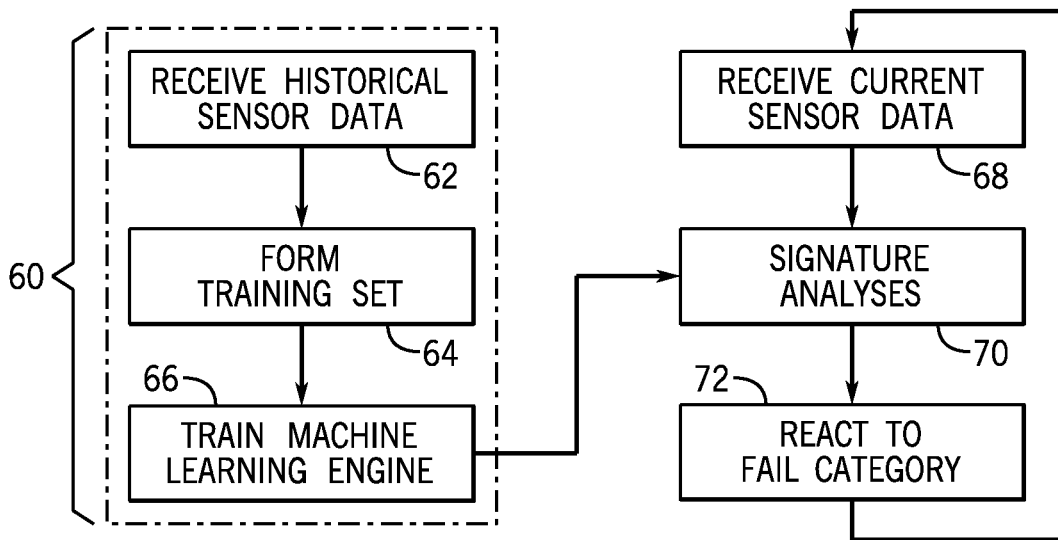 60
RECEIVE HISTORICAL
SENSOR DATA
62
FORM
TRAINING SET
64
66
TRAIN MACHINE
LEARNING ENGINE
RECEIVE CURRENT
SENSOR DATA
68
SIGNATURE
ANALYSES
70
72
REACT TO
FAIL CATEGORY